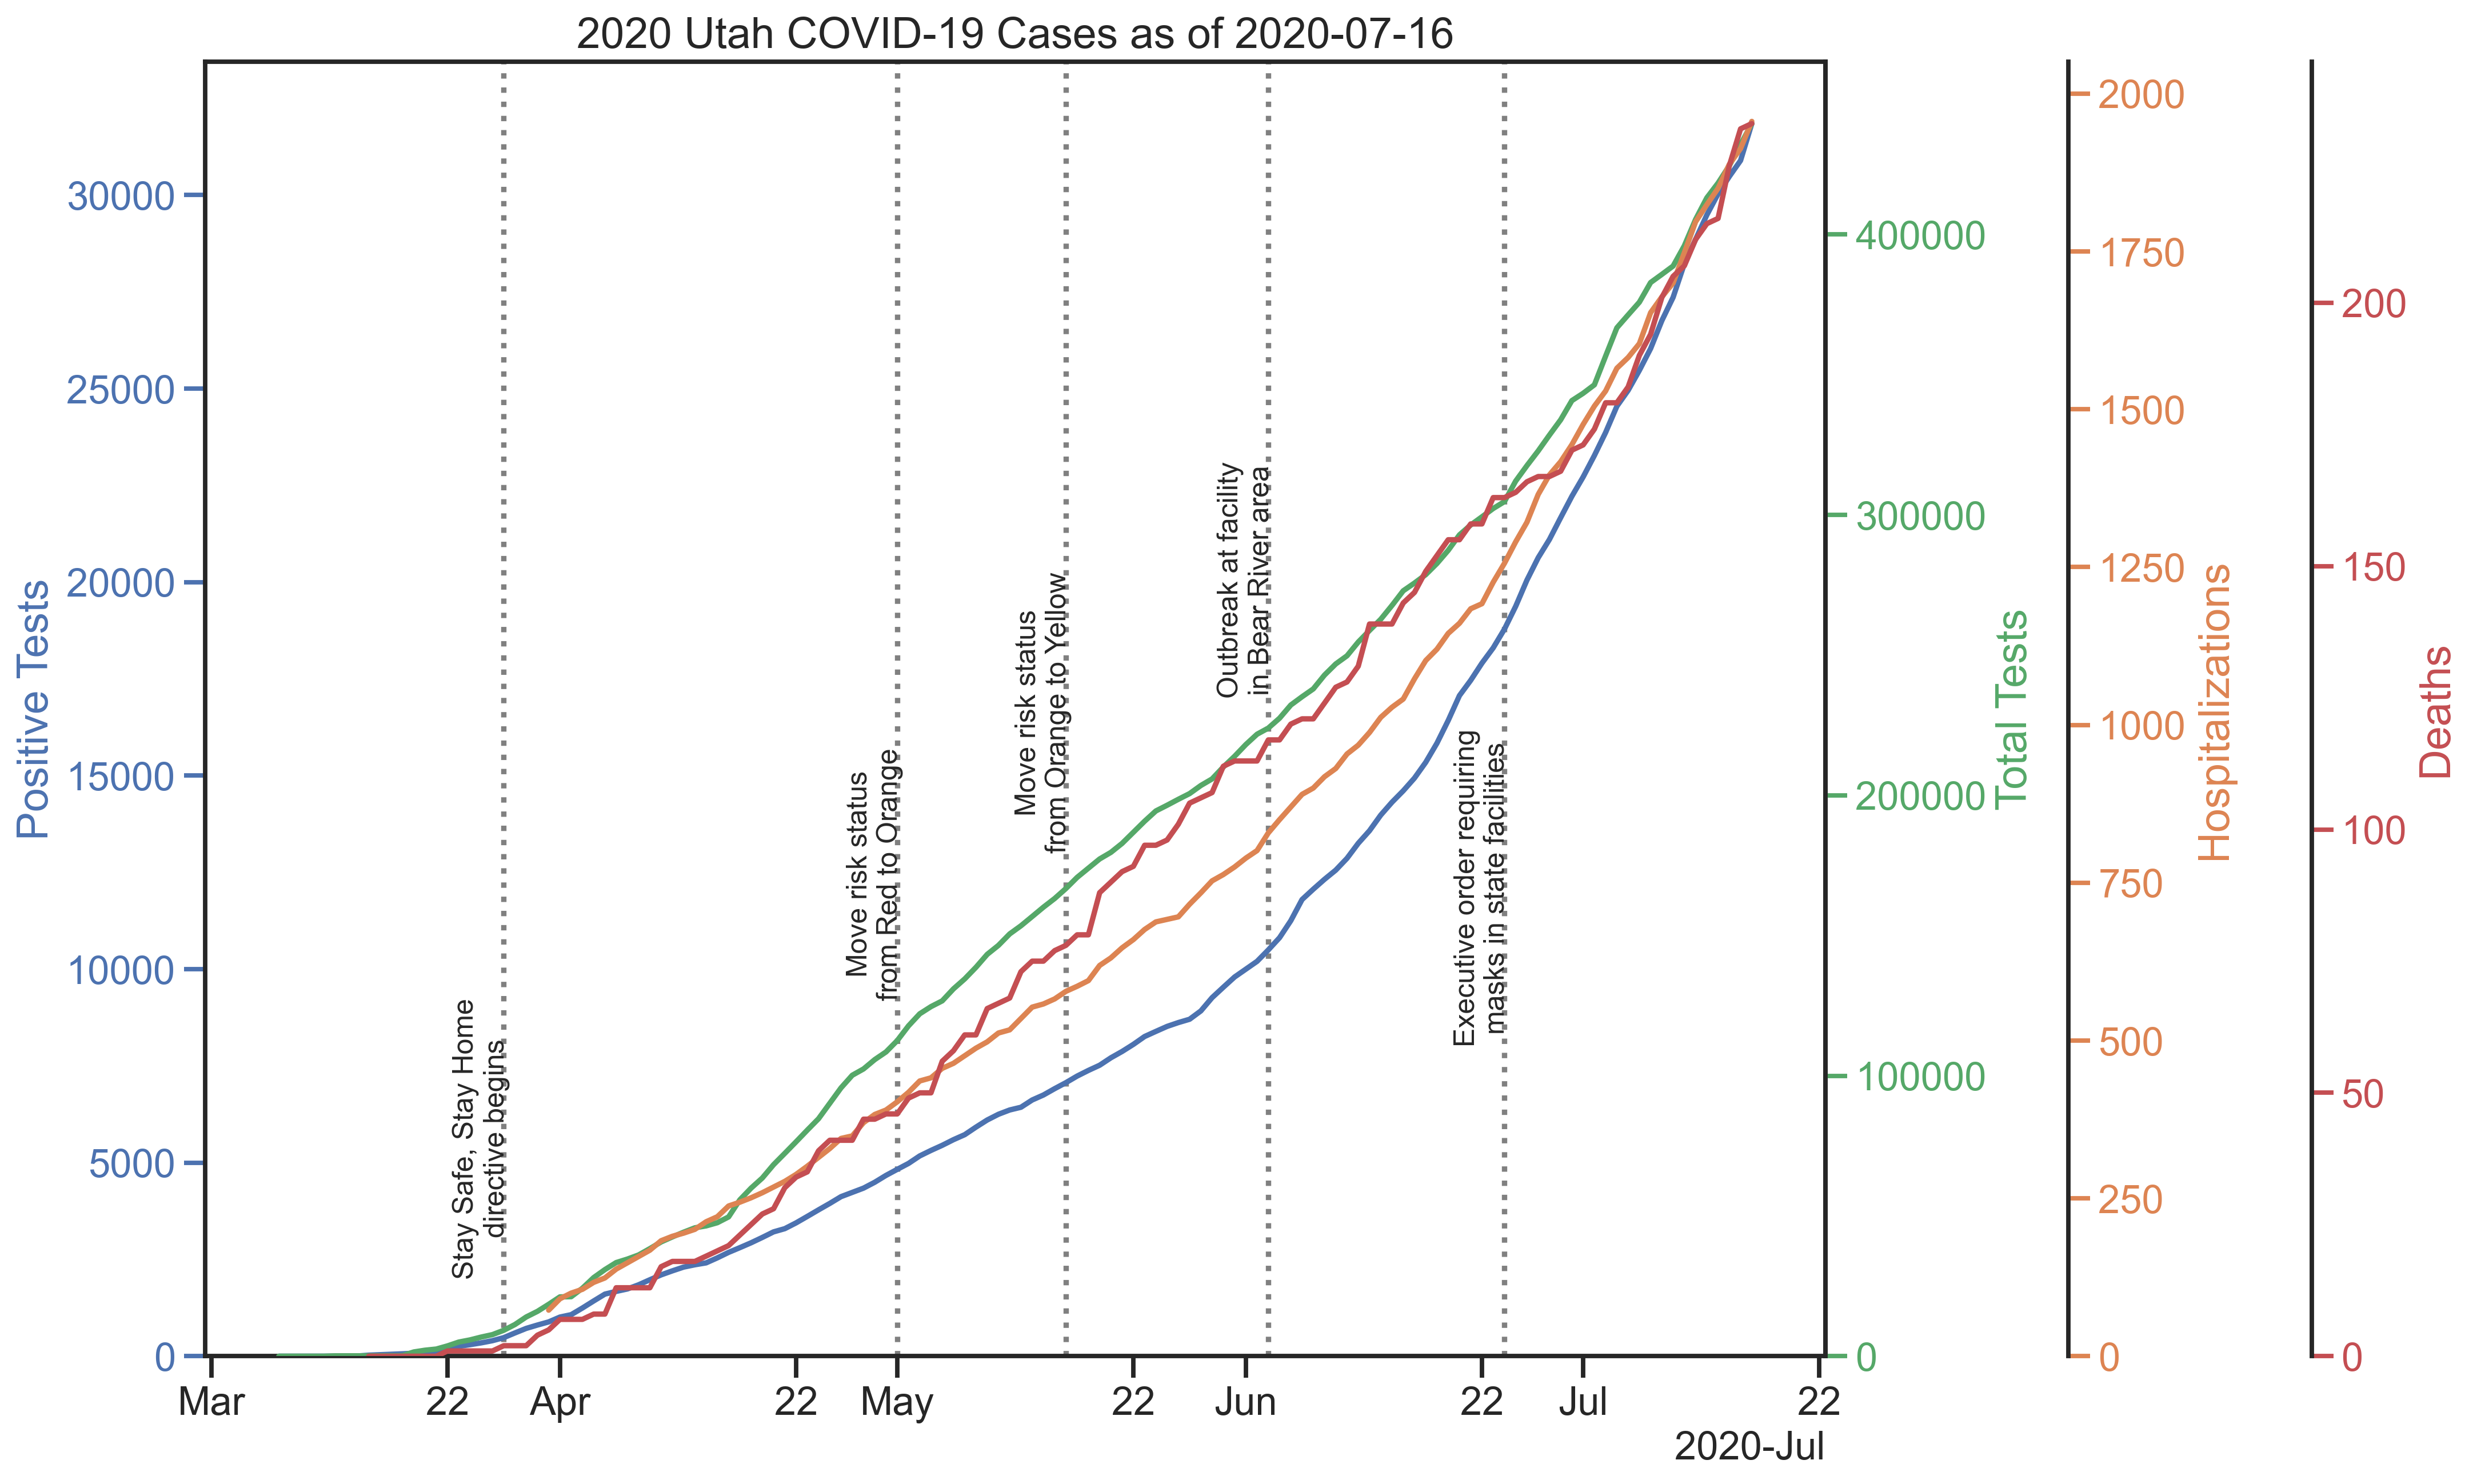 2020 Utah COVID-19 Cases as of 2020-07-16
Positive Tests
30000
25000
20000
15000
10000
5000
0
Stay Safe, Stay Home
directive begins
Move risk status
from Red to Orange
Move risk status
from Orange to Yellow
Outbreak at facility
in Bear River area
Executive order requiring
masks in state facilities
Mar
22
Apr
22
May
22
Jun
22
Jul
22
2020-Jul
400000
300000
200000
100000
0
Total Tests
2000
1750
1500
1250
1000
750
500
250
0
Hospitalizations
200
150
100
50
0
Deaths